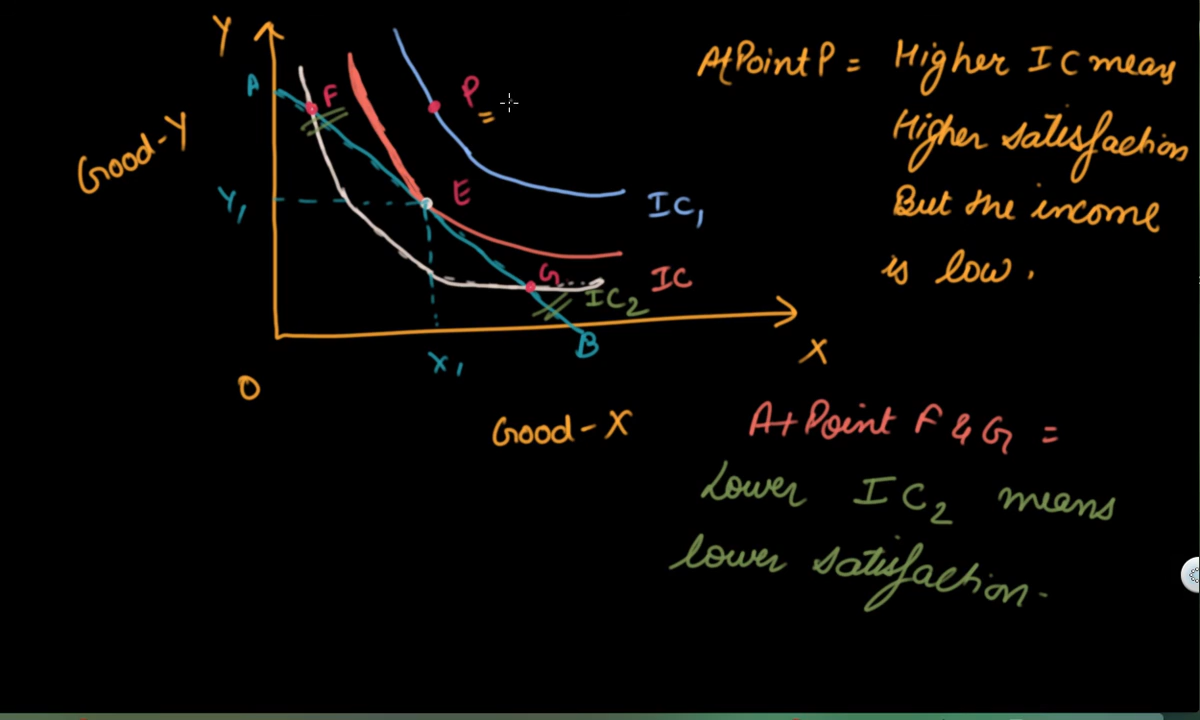 Y
A
F
P
Good-Y
Y1
E
IC1
G
IC
IC2
B
X
X1
O
Good-X
At Point P = Higher IC means
Higher satisfaction
But the income
is low.
At Point F & G =
Lower IC2 means
lower satisfaction.